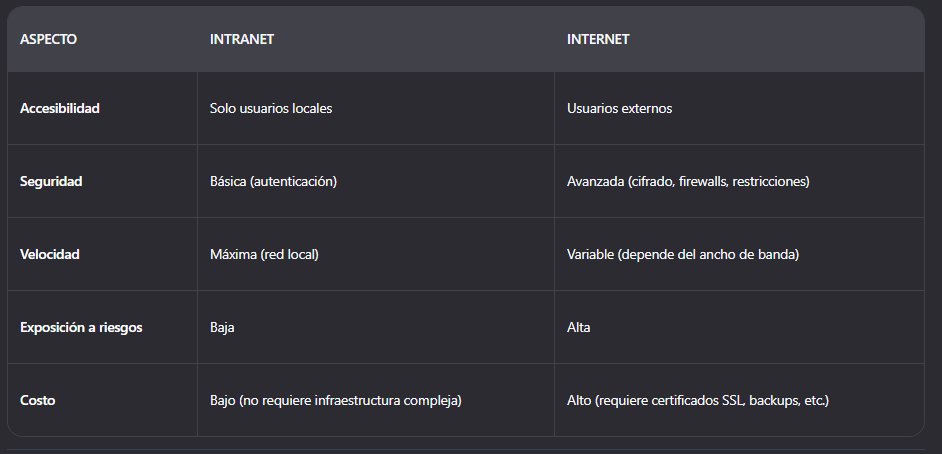 ASPECTO INTRANET INTERNET
Accesibilidad Solo usuarios locales Usuarios externos
Seguridad Básica (autenticación) Avanzada (cifrado, firewalls, restricciones)
Velocidad Máxima (red local) Variable (depende del ancho de banda)
Exposición a riesgos Baja Alta
Costo Bajo (no requiere infraestructura compleja) Alto (requiere certificados SSL, backups, etc.)